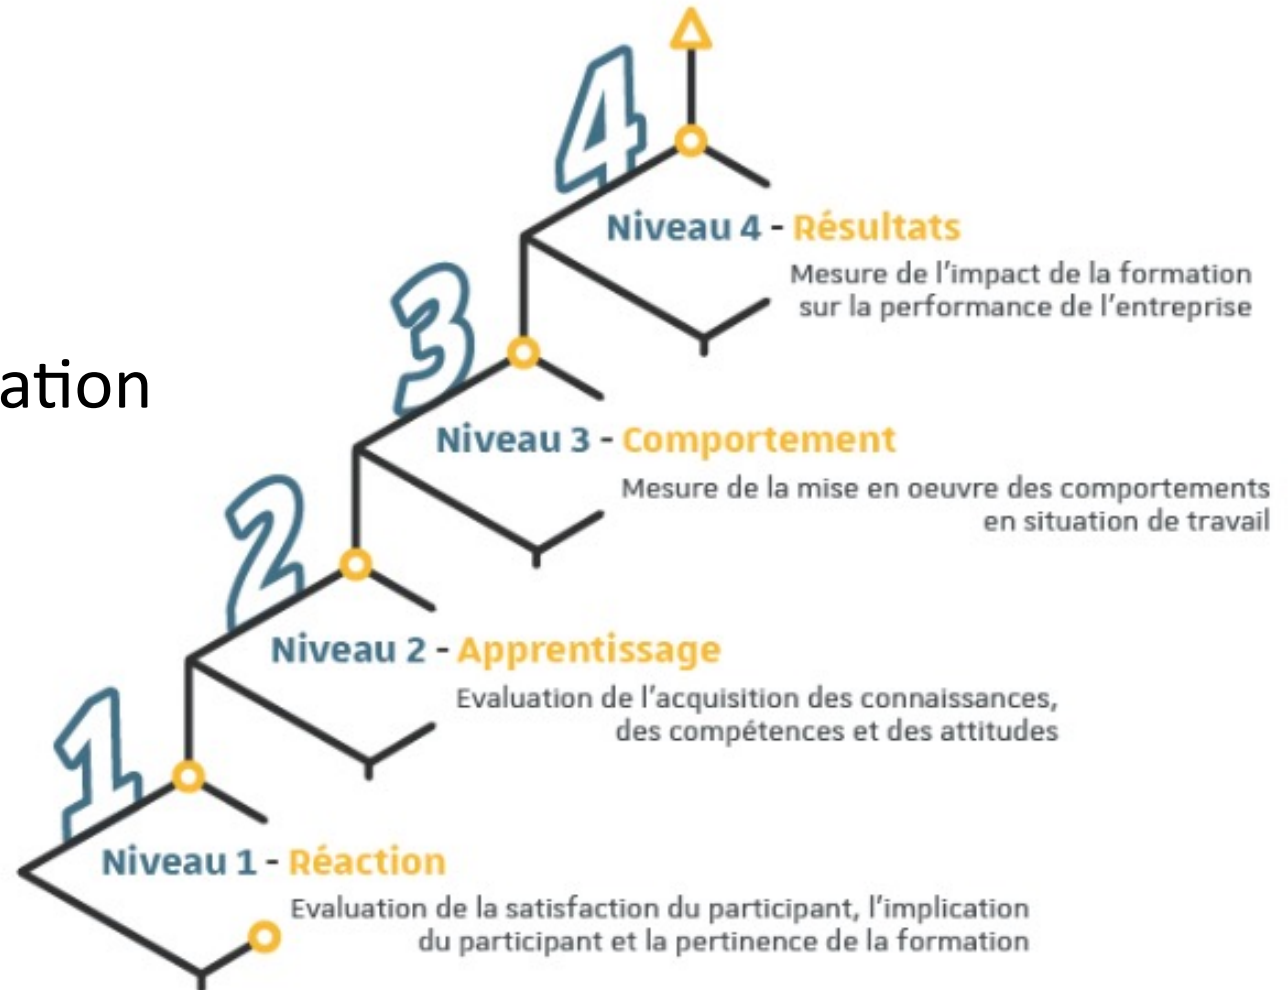 4
Niveau 4 - Résultats
Mesure de l'impact de la formation
sur la performance de l'entreprise
3
ation
Niveau 3 - Comportement
Mesure de la mise en oeuvre des comportements
en situation de travail
2
Niveau 2 - Apprentissage
Evaluation de l'acquisition des connaissances,
des compétences et des attitudes
1
Niveau 1 - Réaction
Evaluation de la satisfaction du participant, l'implication
du participant et la pertinence de la formation